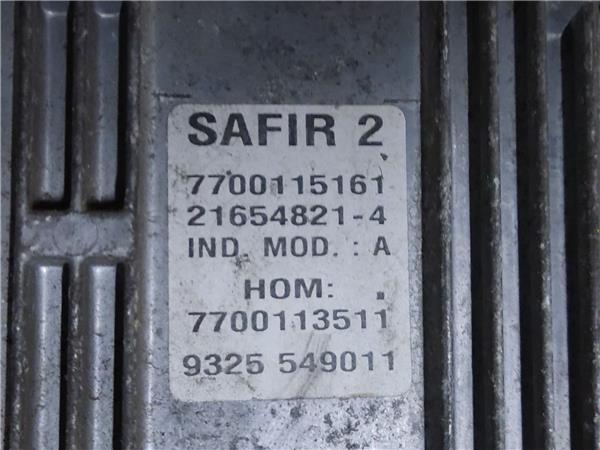 SAFIR 2
7700115161
21654821-4
IND. MOD. : A
HOM: .
7700113511
9325 549011